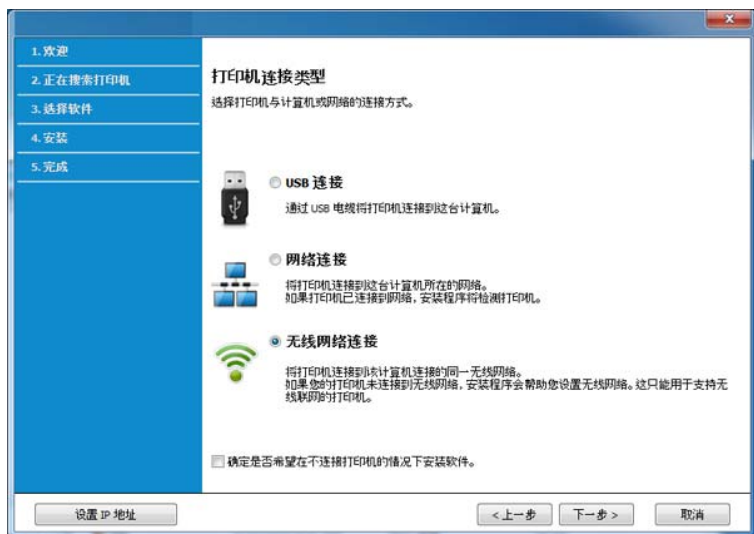 1. 欢迎
2. 正在搜索打印机
3. 选择软件
4. 安装
5. 完成
打印机连接类型
选择打印机与计算机或网络的连接方式。
USB 连接
通过 USB 电缆将打印机连接到这台计算机。
网络连接
将打印机连接到这台计算机所在的网络。
如果打印机已连接到网络，安装程序将检测打印机。
无线网络连接
将打印机连接到该计算机连接的同一无线网络。
如果您的打印机未连接到无线网络，安装程序会帮助您设置无线网络。这只能用于支持无
线联网的打印机。
确定是否希望在不连接打印机的情况下安装软件。
设置 IP 地址
<上一步
下一步>
取消